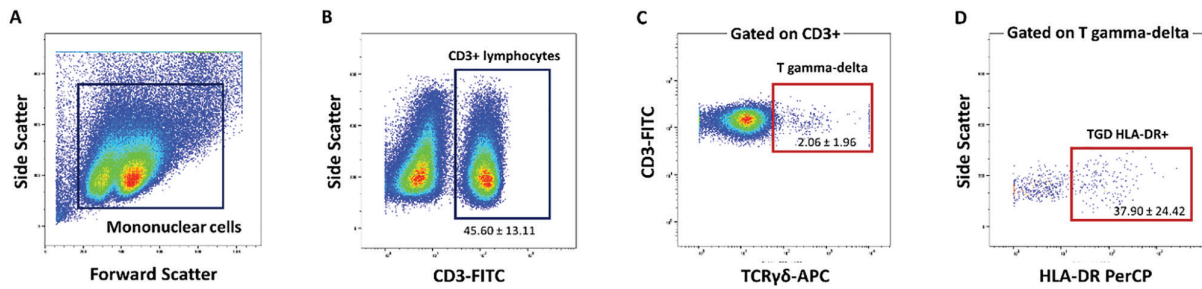 A
Side Scatter
Mononuclear cells
Forward Scatter
B
Side Scatter
CD3+ lymphocytes
45.60 ± 13.11
CD3-FITC
C
Gated on CD3+
CD3-FITC
T gamma-delta
2.06 ± 1.96
TCRγδ-APC
D
Gated on T gamma-delta
Side Scatter
TGD HLA-DR+
37.90 ± 24.42
HLA-DR PerCP